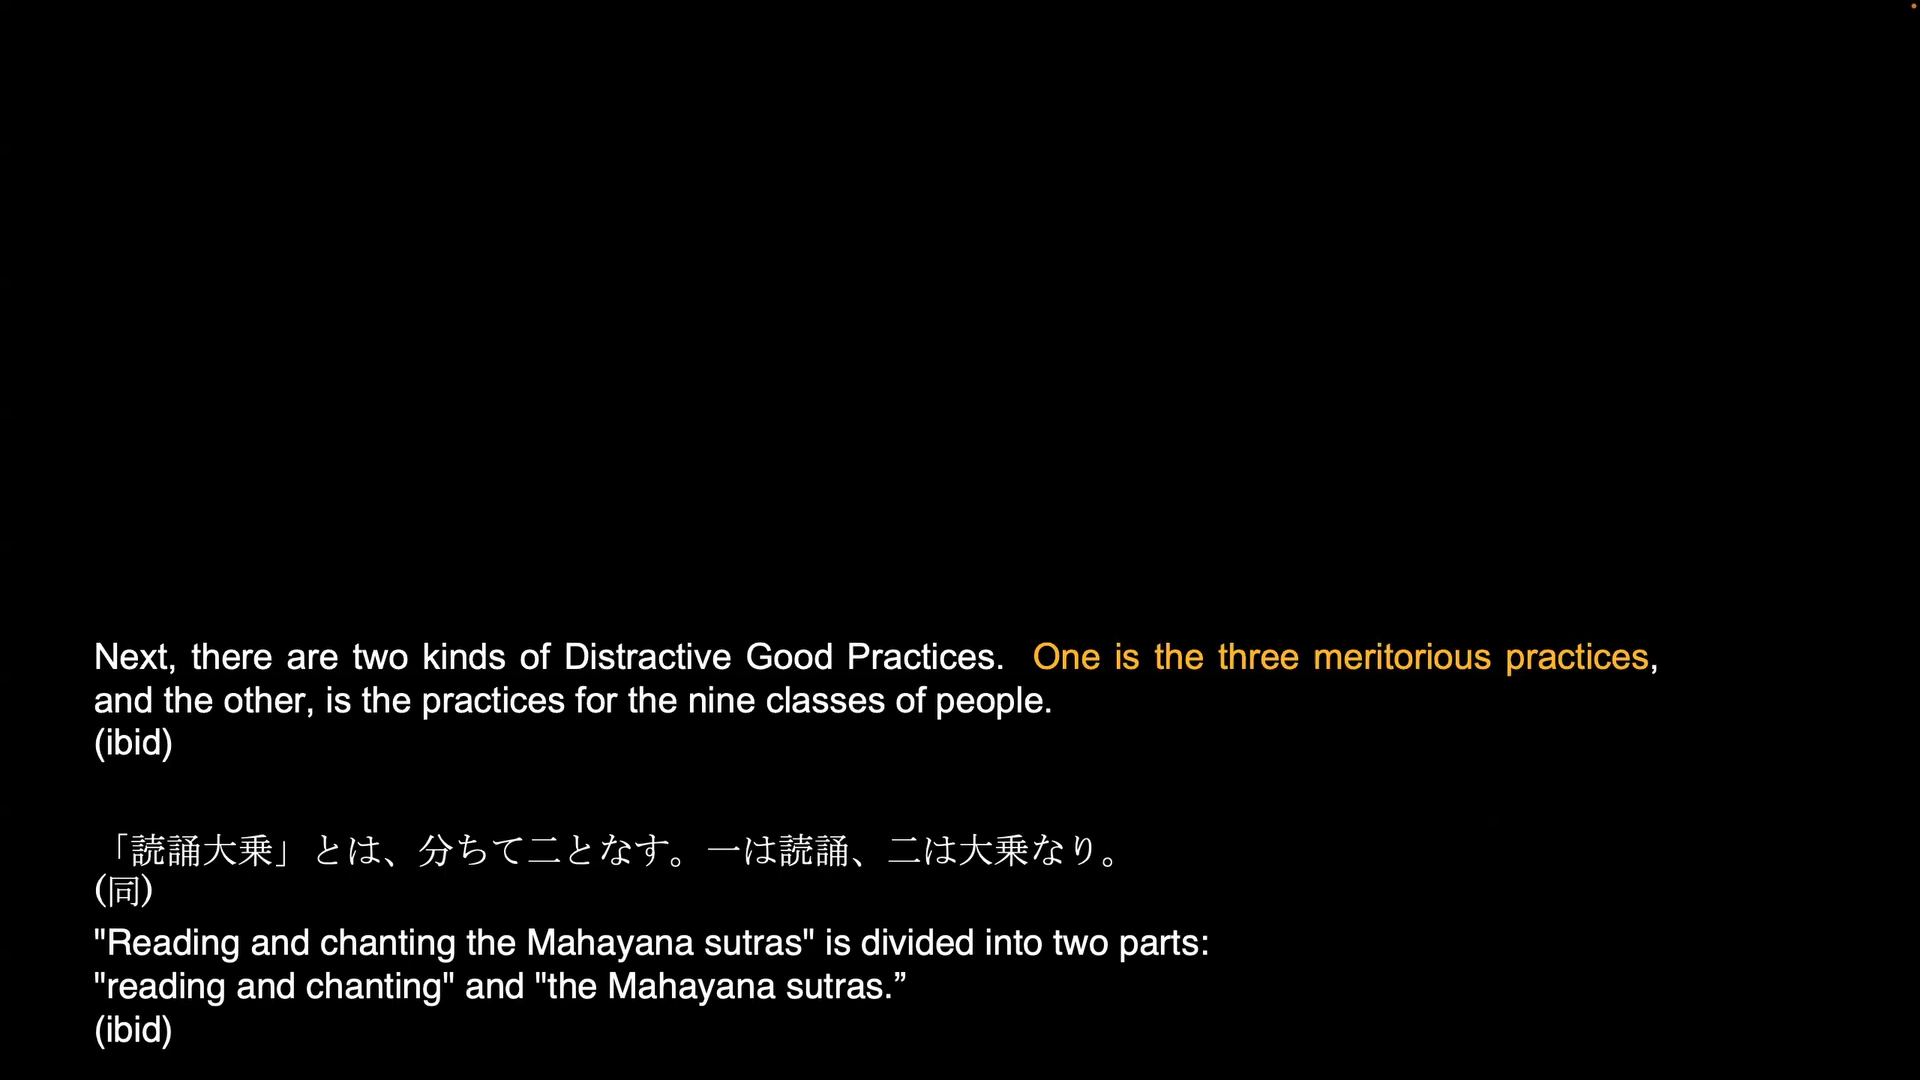 Next, there are two kinds of Distractive Good Practices.  One is the three meritorious practices,
and the other, is the practices for the nine classes of people.
(ibid)
「読誦大乗」とは、分ちて二となす。一は読誦、二は大乗なり。
(同)
"Reading and chanting the Mahayana sutras" is divided into two parts:
"reading and chanting" and "the Mahayana sutras.”
(ibid)